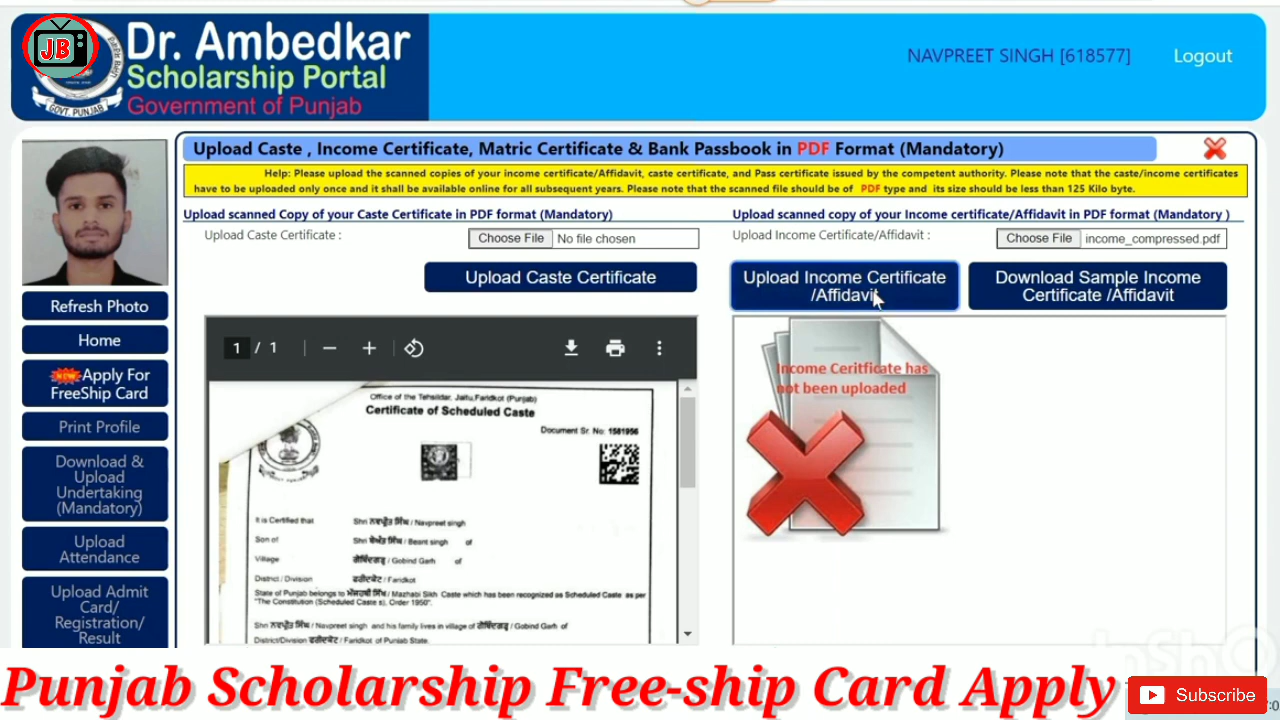 JB
GOVT. PUNJAB
Dr. Ambedkar
Scholarship Portal
Government of Punjab
NAVPREET SINGH [618577]
Logout
Upload Caste , Income Certificate, Matric Certificate & Bank Passbook in PDF Format (Mandatory)
Help: Please upload the scanned copies of your income certificate/Affidavit, caste certificate, and Pass certificate issued by the competent authority. Please note that the caste/income certificates
have to be uploaded only once and it shall be available online for all subsequent years. Please note that the scanned file should be of PDF type and its size should be less than 125 Kilo byte.
Upload scanned Copy of your Caste Certificate in PDF format (Mandatory)
Upload Caste Certificate :
Choose File No file chosen
Upload Caste Certificate
Upload scanned copy of your Income certificate/Affidavit in PDF format (Mandatory )
Upload Income Certificate/Affidavit :
Choose File income_compressed.pdf
Upload Income Certificate
/Affidavit
Download Sample Income
Certificate /Affidavit
Refresh Photo
Home
Apply For
FreeShip Card
Print Profile
Download &
Upload
Undertaking
(Mandatory)
Upload
Attendance
Upload Admit
Card/
Registration/
Result
1 / 1
Office of the Tehsildar, Jaitu,Faridkot (Punjab)
Certificate of Scheduled Caste
Document Sr. No: 1581956
It is Certified that Shri ਨਵਪ੍ਰੀਤ ਸਿੰਘ / Navpreet singh
Son of Shri ਬੇਅੰਤ ਸਿੰਘ / Beant singh of
Village ਗੋਬਿੰਦਗੜ੍ਹ / Gobind Garh of
District / Division ਫਰੀਦਕੋਟ / Faridkot
State of Punjab belongs to ਮਜ਼੍ਹਬੀ ਸਿੱਖ / Mazhabi Sikh Caste which has been recognized as Scheduled Caste as per
"The Constitution (Scheduled Caste s), Order 1950".
Shri ਨਵਪ੍ਰੀਤ ਸਿੰਘ / Navpreet singh and his family lives in village of ਗੋਬਿੰਦਗੜ੍ਹ / Gobind Garh of
District/Division ਫਰੀਦਕੋਟ / Faridkot of Punjab State.
Income Ceritficate has
not been uploaded
InShO
Punjab Scholarship Free-ship Card Apply
Subscribe